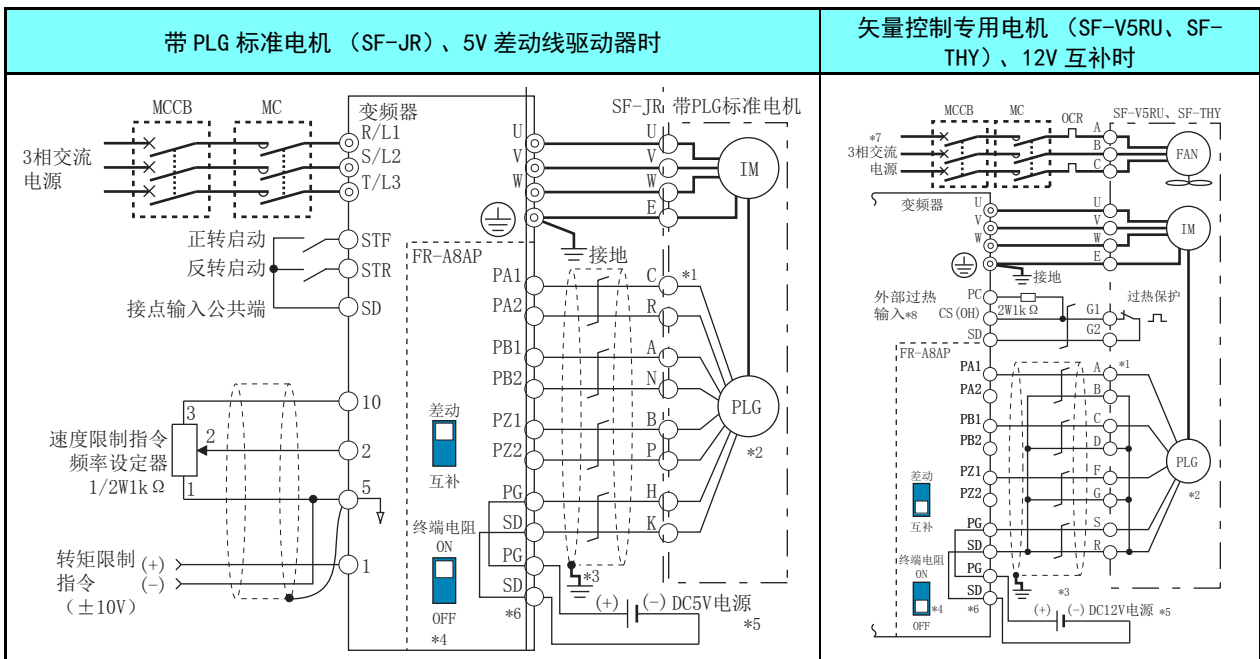 带 PLG 标准电机 （SF-JR）、5V 差动线驱动器时
MCCB
MC
变频器
SF-JR
带PLG标准电机
3相交流
电源
R/L1
S/L2
T/L3
U
V
W
U
V
W
E
IM
正转启动
反转启动
接点输入公共端
STF
STR
SD
FR-A8AP
接地
PA1
PA2
PB1
PB2
PZ1
PZ2
PG
SD
PG
SD
C
R
A
N
B
P
H
K
*1
PLG
*2
差动
互补
终端电阻
ON
OFF
*4
*6
*3
(+)
(-)
DC5V电源
*5
3
2
1
速度限制指令
频率设定器
1/2W1kΩ
10
2
5
1
转矩限制
指令
（±10V）
(+)
(-)
矢量控制专用电机 （SF-V5RU、SF-
THY）、12V 互补时
MCCB
MC
OCR
SF-V5RU、SF-THY
*7
3相交流
电源
A
B
C
FAN
变频器
U
V
W
U
V
W
E
IM
接地
外部过热
输入*8
PC
CS(OH)
SD
2W1kΩ
G1
G2
过热保护
FR-A8AP
PA1
PA2
PB1
PB2
PZ1
PZ2
PG
SD
PG
SD
A
B
C
D
F
G
S
R
*1
PLG
*2
差动
互补
终端电阻
ON
*4
OFF
*6
*3
(+)
(-)
DC12V电源
*5